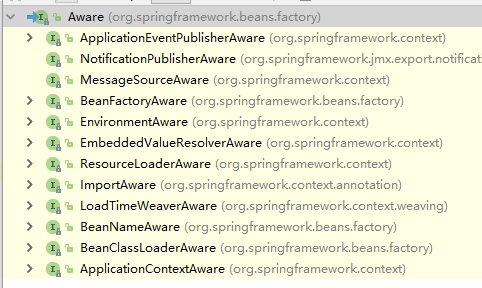 Aware (org.springframework.beans.factory)
ApplicationEventPublisherAware (org.springframework.context)
NotificationPublisherAware (org.springframework.jmx.export.notificat
MessageSourceAware (org.springframework.context)
BeanFactoryAware (org.springframework.beans.factory)
EnvironmentAware (org.springframework.context)
EmbeddedValueResolverAware (org.springframework.context)
ResourceLoaderAware (org.springframework.context)
ImportAware (org.springframework.context.annotation)
LoadTimeWeaverAware (org.springframework.context.weaving)
BeanNameAware (org.springframework.beans.factory)
BeanClassLoaderAware (org.springframework.beans.factory)
ApplicationContextAware (org.springframework.context)